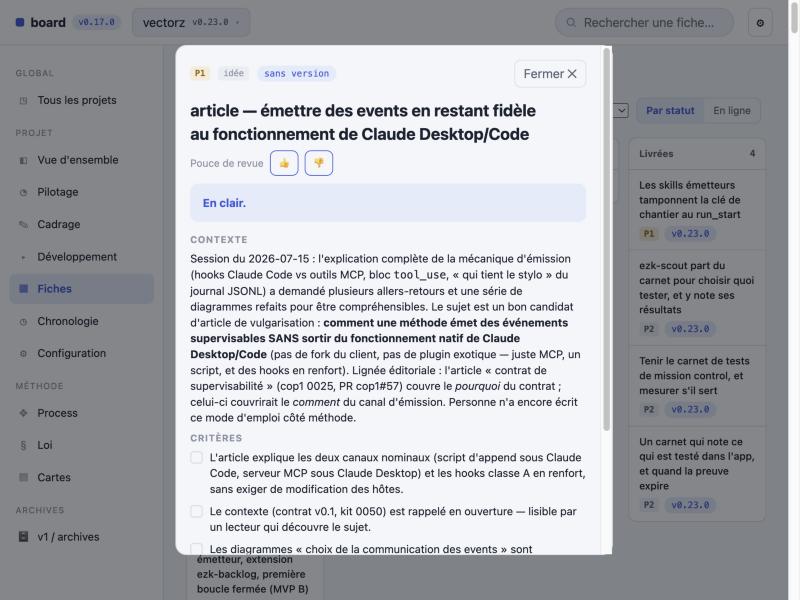 board v0.17.0
vectorz v0.23.0
Rechercher une fiche...
GLOBAL
Tous les projets
PROJET
Vue d'ensemble
Pilotage
Cadrage
Développement
Fiches
Chronologie
Configuration
MÉTHODE
Process
§ Loi
Cartes
ARCHIVES
v1 / archives
P1 idée sans version
Fermer ✕
article — émettre des events en restant fidèle
au fonctionnement de Claude Desktop/Code
Pouce de revue 👍 👎
En clair.
CONTEXTE
Session du 2026-07-15 : l'explication complète de la mécanique d'émission
(hooks Claude Code vs outils MCP, bloc tool_use, « qui tient le stylo » du
journal JSONL) a demandé plusieurs allers-retours et une série de
diagrammes refaits pour être compréhensibles. Le sujet est un bon candidat
d'article de vulgarisation : comment une méthode émet des événements
supervisables SANS sortir du fonctionnement natif de Claude
Desktop/Code (pas de fork du client, pas de plugin exotique — juste MCP, un
script, et des hooks en renfort). Lignée éditoriale : l'article « contrat de
supervisabilité » (cop1 0025, PR cop1#57) couvre le pourquoi du contrat ;
celui-ci couvrirait le comment du canal d'émission. Personne n'a encore écrit
ce mode d'emploi côté méthode.
CRITÈRES
L'article explique les deux canaux nominaux (script d'append sous Claude
Code, serveur MCP sous Claude Desktop) et les hooks classe A en renfort,
sans exiger de modification des hôtes.
Le contexte (contrat v0.1, kit 0050) est rappelé en ouverture — lisible par
un lecteur qui découvre le sujet.
Les diagrammes « choix de la communication des events » sont
émetteur, extension
ezk-backlog, première
boucle fermée (MVP B)
Par statut En ligne
Livrées 4
Les skills émetteurs
tamponnent la clé de
chantier au run_start
P1 v0.23.0
ezk-scout part du
carnet pour choisir quoi
tester, et y note ses
résultats
P2 v0.23.0
Tenir le carnet de tests
de mission control, et
mesurer s'il sert
P2 v0.23.0
Un carnet qui note ce
qui est testé dans l'app,
et quand la preuve
expire
P2 v0.23.0